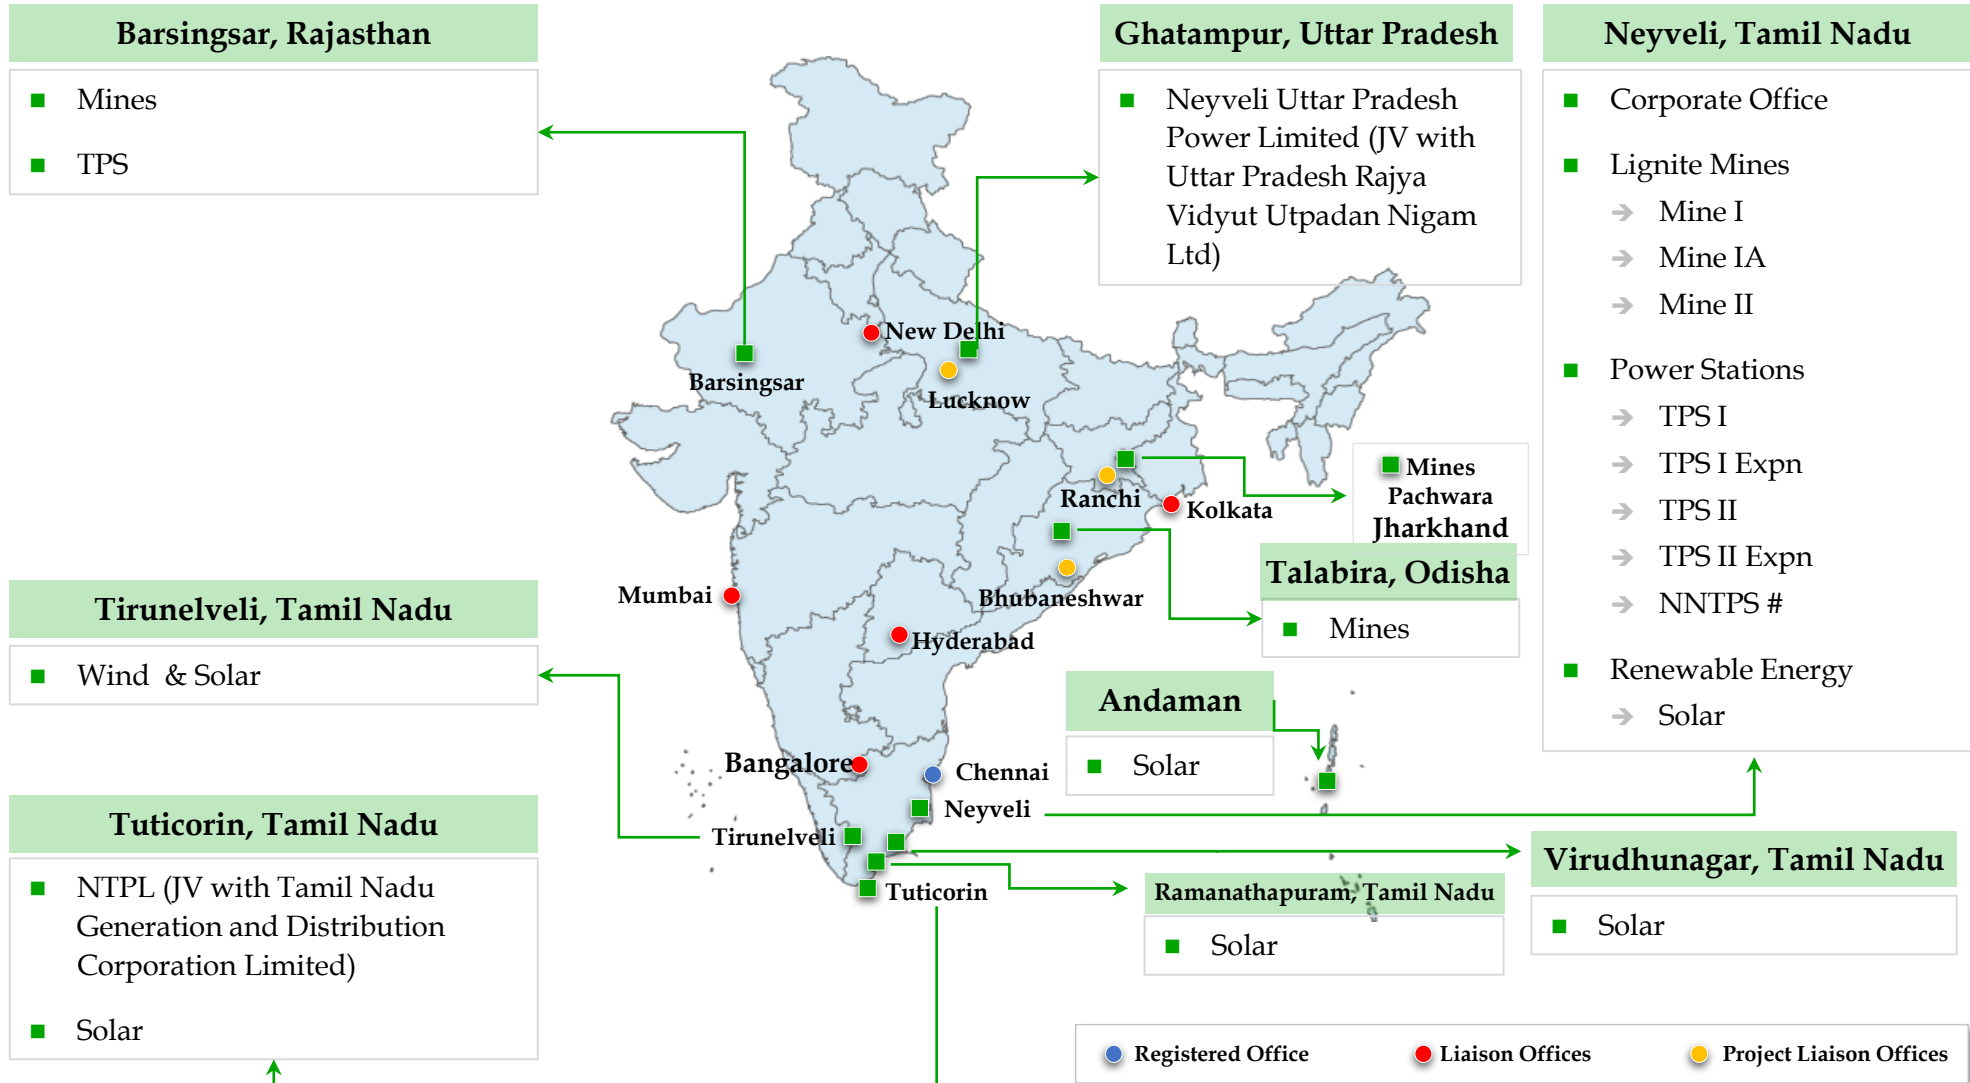 Barsingsar, Rajasthan
Mines
TPS
Ghatampur, Uttar Pradesh
Neyveli Uttar Pradesh
Power Limited (JV with
Uttar Pradesh Rajya
Vidyut Utpadan Nigam
Ltd)
Neyveli, Tamil Nadu
Corporate Office
Lignite Mines
Mine I
Mine IA
Mine II
Power Stations
TPS I
TPS I Expn
TPS II
TPS II Expn
NNTPS #
Renewable Energy
Solar
New Delhi
Barsingsar
Lucknow
Ranchi
Kolkata
Mines
Pachwara
Jharkhand
Talabira, Odisha
Mines
Bhubaneshwar
Mumbai
Hyderabad
Tirunelveli, Tamil Nadu
Wind & Solar
Andaman
Solar
Bangalore
Chennai
Neyveli
Tirunelveli
Tuticorin
Tuticorin, Tamil Nadu
NTPL (JV with Tamil Nadu
Generation and Distribution
Corporation Limited)
Solar
Virudhunagar, Tamil Nadu
Solar
Ramanathapuram, Tamil Nadu
Solar
Registered Office
Liaison Offices
Project Liaison Offices